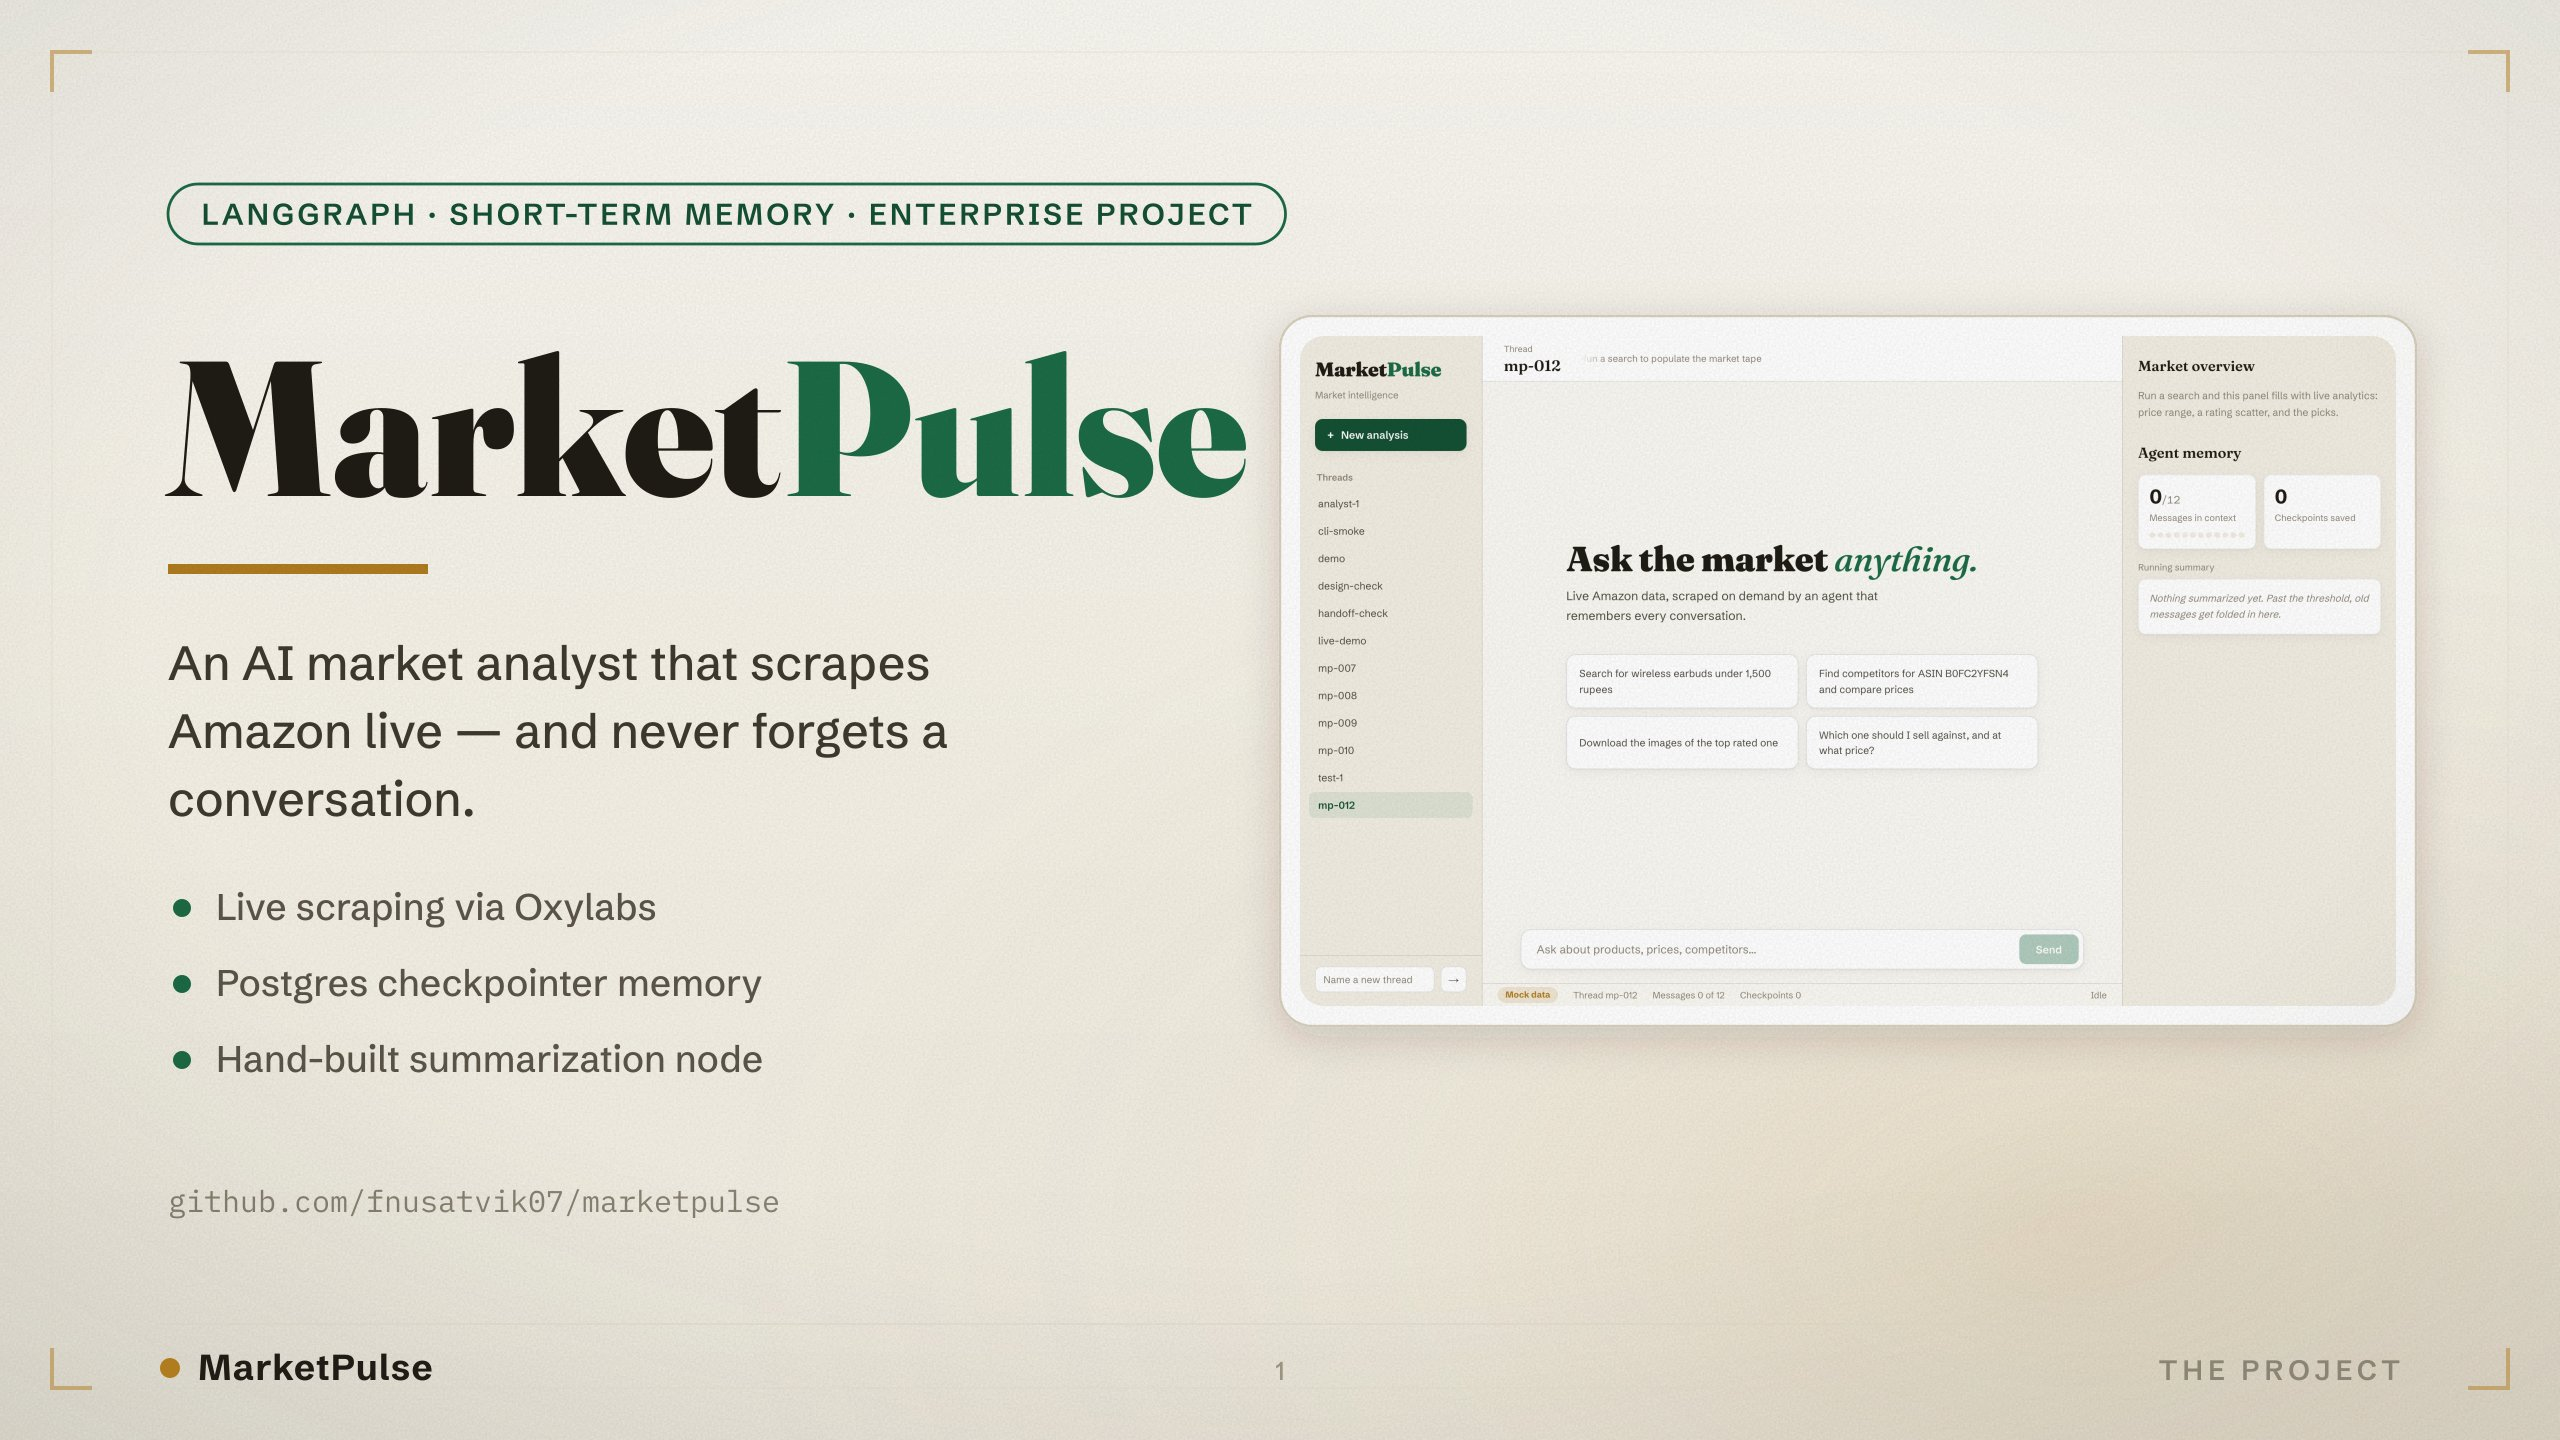 LANGGRAPH · SHORT-TERM MEMORY · ENTERPRISE PROJECT
MarketPulse
An AI market analyst that scrapes
Amazon live — and never forgets a
conversation.
Live scraping via Oxylabs
Postgres checkpointer memory
Hand-built summarization node
github.com/fnusatvik07/marketpulse
MarketPulse
Market intelligence
+ New analysis
Threads
analyst-1
cli-smoke
demo
design-check
handoff-check
live-demo
mp-007
mp-008
mp-009
mp-010
test-1
mp-012
Name a new thread →
Thread
mp-012
a search to populate the market tape
Ask the market anything.
Live Amazon data, scraped on demand by an agent that
remembers every conversation.
Search for wireless earbuds under 1,500
rupees
Find competitors for ASIN B0FC2YFSN4
and compare prices
Download the images of the top rated one
Which one should I sell against, and at
what price?
Ask about products, prices, competitors...
Send
Mock data Thread mp-012 Messages 0 of 12 Checkpoints 0 Idle
Market overview
Run a search and this panel fills with live analytics:
price range, a rating scatter, and the picks.
Agent memory
0/12
Messages in context
0
Checkpoints saved
Running summary
Nothing summarized yet. Past the threshold, old
messages get folded in here.
MarketPulse
1
THE PROJECT